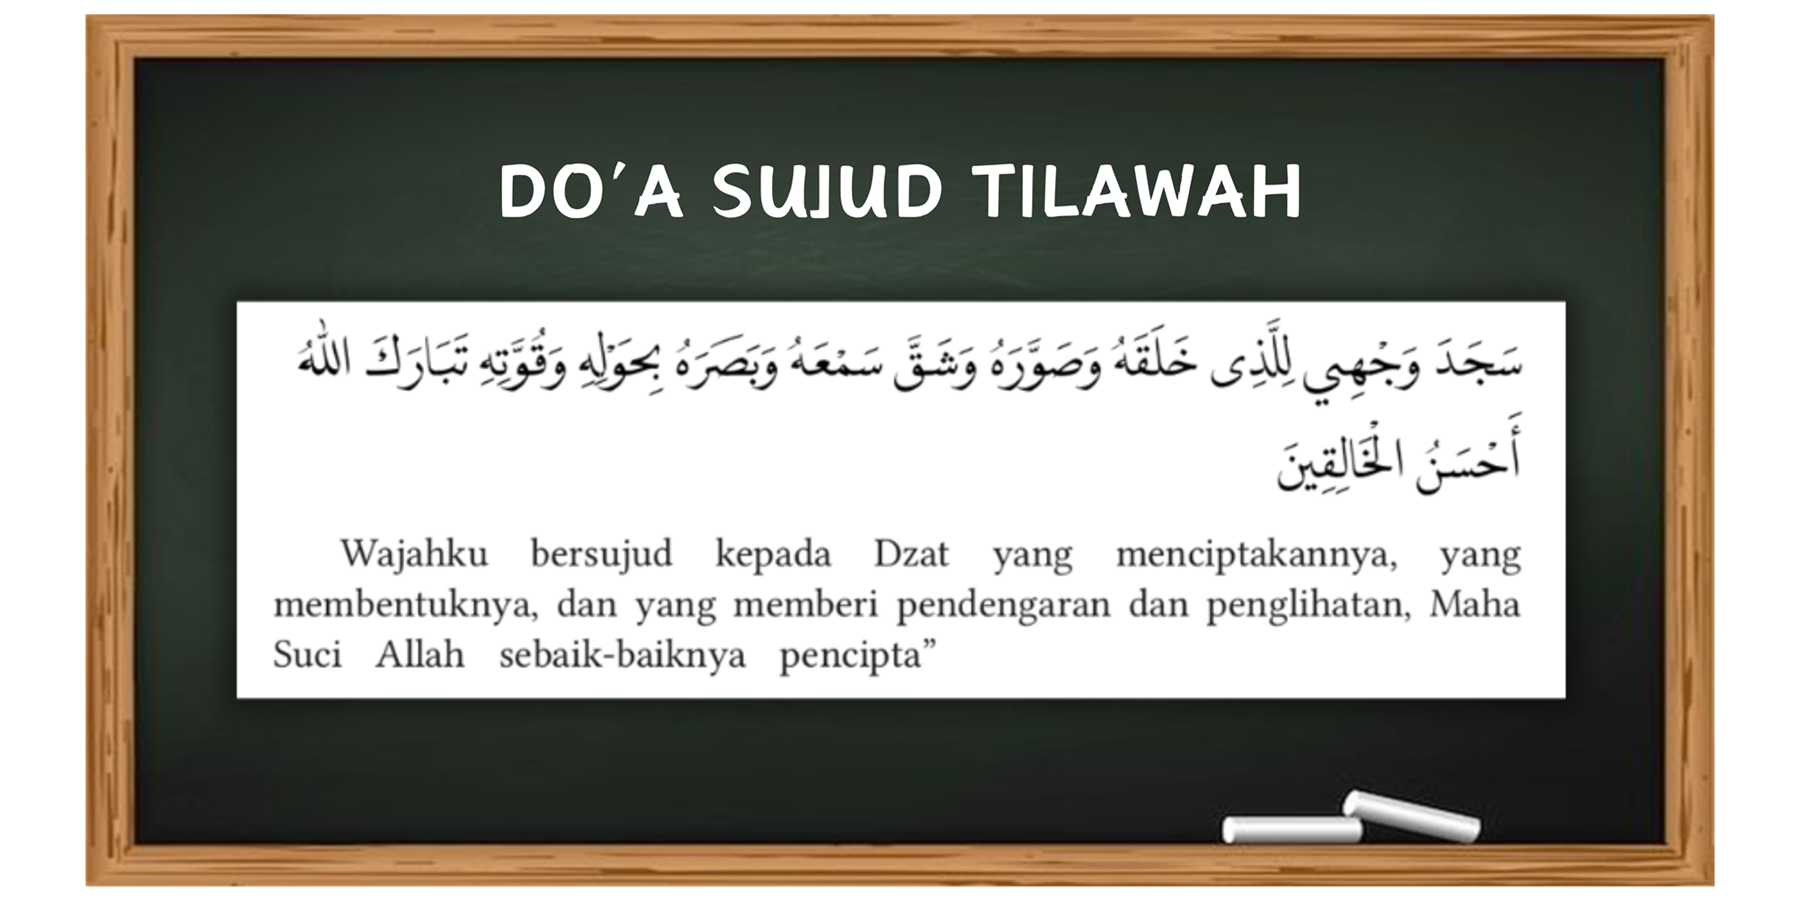 DO'A SUJUD TILAWAH
سَجَدَ وَجْهِي لِلَّذِى خَلَقَهُ وَصَوَّرَهُ وَشَقَّ سَمْعَهُ وَبَصَرَهُ بِحَوْلِهِ وَقُوَّتِهِ تَبَارَكَ اللهُ
أَحْسَنُ الْخَالِقِينَ
Wajahku bersujud kepada Dzat yang menciptakannya, yang
membentuknya, dan yang memberi pendengaran dan penglihatan, Maha
Suci Allah sebaik-baiknya pencipta”